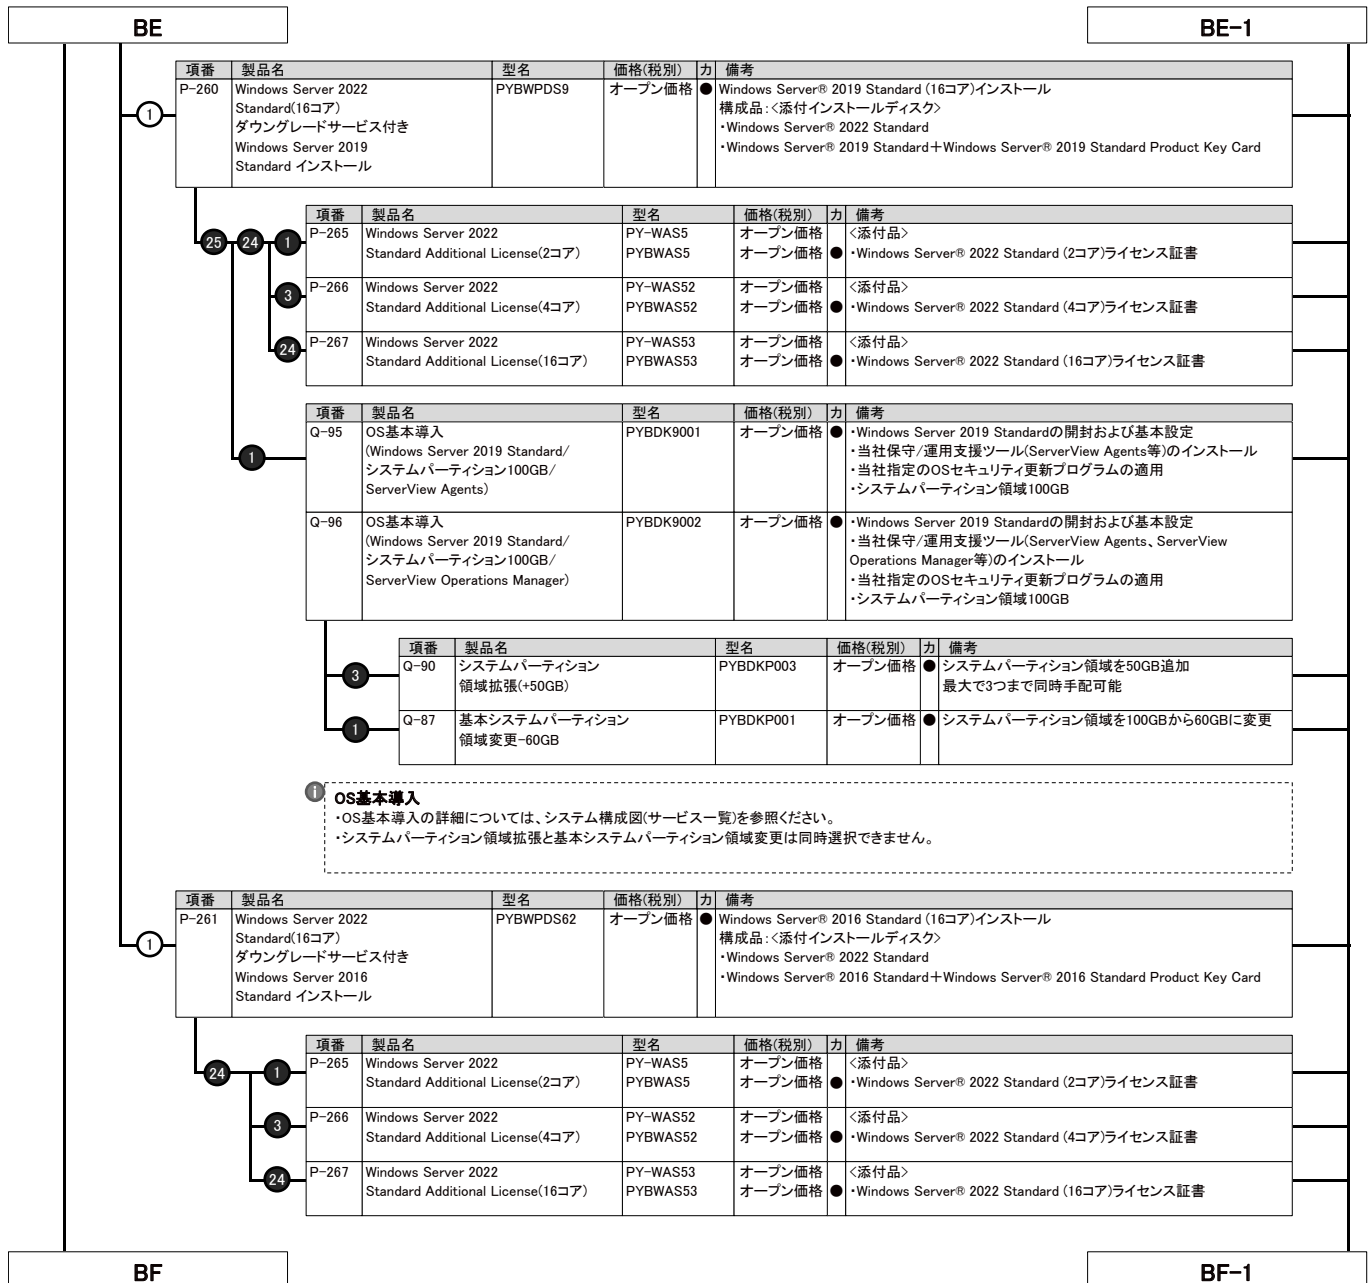 BE
BE-1
項番 製品名 型名 価格(税別) カ 備考
P-260 Windows Server 2022 PYBWPDS9 オープン価格 ● Windows Server® 2019 Standard (16コア)インストール
Standard(16コア) 構成品:<添付インストールディスク>
ダウングレードサービス付き ・Windows Server® 2022 Standard
Windows Server 2019 ・Windows Server® 2019 Standard+Windows Server® 2019 Standard Product Key Card
Standard インストール
1
項番 製品名 型名 価格(税別) カ 備考
25 24 1 P-265 Windows Server 2022 PY-WAS5 オープン価格 <添付品>
Standard Additional License(2コア) PYBWAS5 オープン価格 ● ・Windows Server® 2022 Standard (2コア)ライセンス証書
3 P-266 Windows Server 2022 PY-WAS52 オープン価格 <添付品>
Standard Additional License(4コア) PYBWAS52 オープン価格 ● ・Windows Server® 2022 Standard (4コア)ライセンス証書
24 P-267 Windows Server 2022 PY-WAS53 オープン価格 <添付品>
Standard Additional License(16コア) PYBWAS53 オープン価格 ● ・Windows Server® 2022 Standard (16コア)ライセンス証書
項番 製品名 型名 価格(税別) カ 備考
Q-95 OS基本導入 PYBDK9001 オープン価格 ● ・Windows Server 2019 Standardの開封および基本設定
(Windows Server 2019 Standard/ ・当社保守/運用支援ツール(ServerView Agents等)のインストール
1 システムパーティション100GB/ ・当社指定のOSセキュリティ更新プログラムの適用
ServerView Agents) ・システムパーティション領域100GB
Q-96 OS基本導入 PYBDK9002 オープン価格 ● ・Windows Server 2019 Standardの開封および基本設定
(Windows Server 2019 Standard/ ・当社保守/運用支援ツール(ServerView Agents、ServerView
システムパーティション100GB/ Operations Manager等)のインストール
ServerView Operations Manager) ・当社指定のOSセキュリティ更新プログラムの適用
・システムパーティション領域100GB
項番 製品名 型名 価格(税別) カ 備考
3 Q-90 システムパーティション PYBDKP003 オープン価格 ● システムパーティション領域を50GB追加
領域拡張(+50GB) 最大で3つまで同時手配可能
1 Q-87 基本システムパーティション PYBDKP001 オープン価格 ● システムパーティション領域を100GBから60GBに変更
領域変更-60GB
i OS基本導入
・OS基本導入の詳細については、システム構成図(サービス一覧)を参照ください。
・システムパーティション領域拡張と基本システムパーティション領域変更は同時選択できません。
項番 製品名 型名 価格(税別) カ 備考
P-261 Windows Server 2022 PYBWPDS62 オープン価格 ● Windows Server® 2016 Standard (16コア)インストール
Standard(16コア) 構成品:<添付インストールディスク>
1 ダウングレードサービス付き ・Windows Server® 2022 Standard
Windows Server 2016 ・Windows Server® 2016 Standard+Windows Server® 2016 Standard Product Key Card
Standard インストール
項番 製品名 型名 価格(税別) カ 備考
24 1 P-265 Windows Server 2022 PY-WAS5 オープン価格 <添付品>
Standard Additional License(2コア) PYBWAS5 オープン価格 ● ・Windows Server® 2022 Standard (2コア)ライセンス証書
3 P-266 Windows Server 2022 PY-WAS52 オープン価格 <添付品>
Standard Additional License(4コア) PYBWAS52 オープン価格 ● ・Windows Server® 2022 Standard (4コア)ライセンス証書
24 P-267 Windows Server 2022 PY-WAS53 オープン価格 <添付品>
Standard Additional License(16コア) PYBWAS53 オープン価格 ● ・Windows Server® 2022 Standard (16コア)ライセンス証書
BF
BF-1